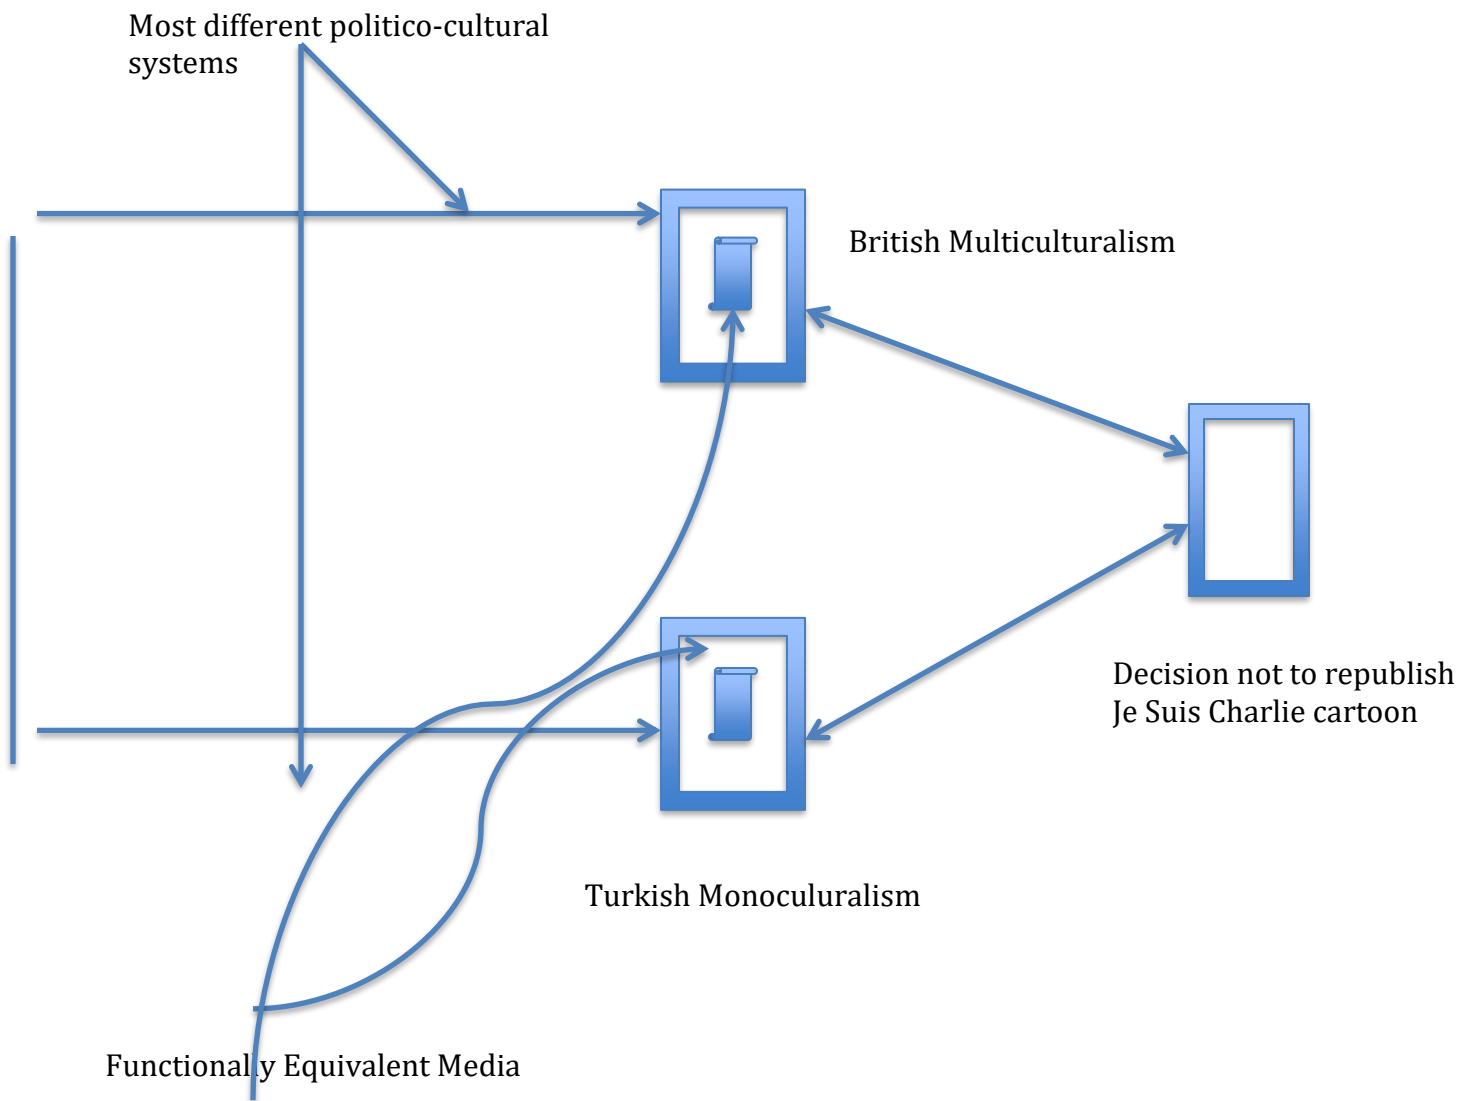 Most different politico-cultural
systems
British Multiculturalism
Decision not to republish
Je Suis Charlie cartoon
Turkish Monoculuralism
Functionally Equivalent Media